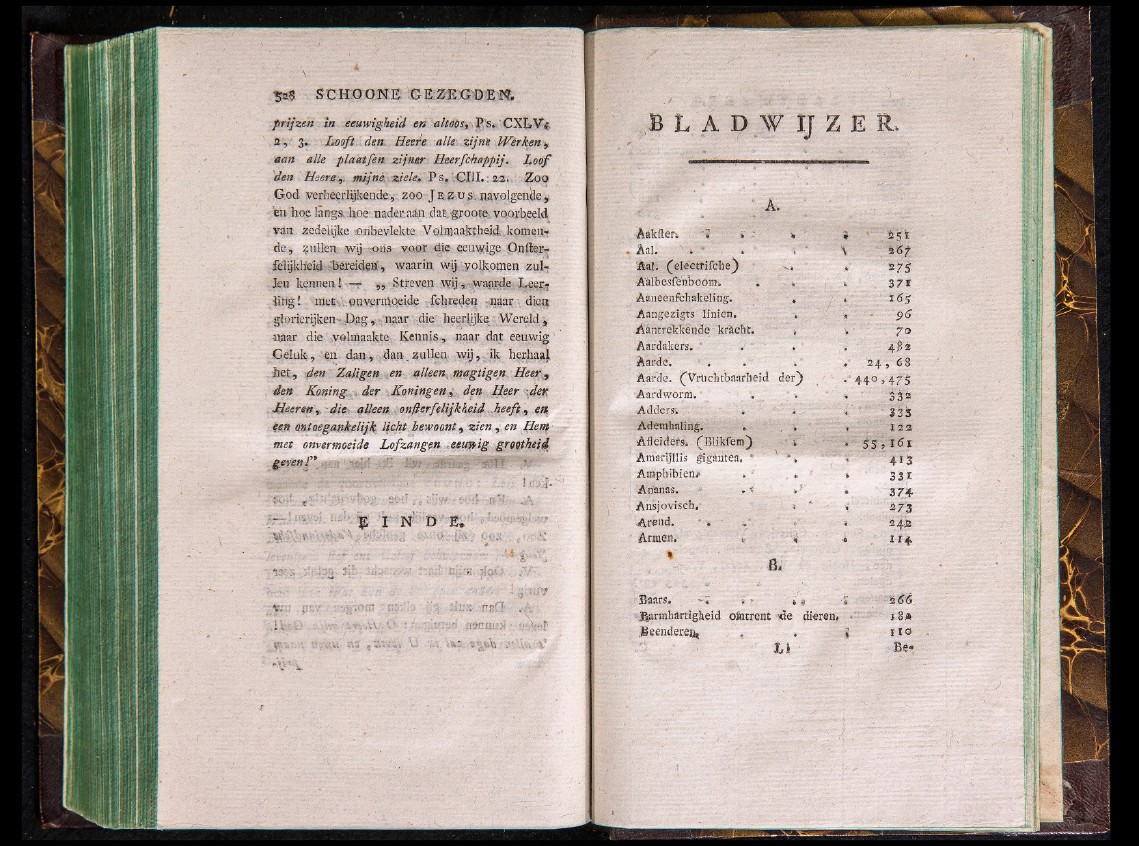 528 SCHOONE GEZEGDEN.
prijzen in eeuwigheid en altoos, Ps. CXLV:
2, 3. Looft den Heere alle zijne Werken,
aan alle plaatſen zijner Heerſchappij. Loof
den Heere, mijne ziele. Ps. CIII. 22. Zoo
God verheerlijkende, zoo JEZUS navolgende,
en hoe langs hoe nader aan dat groote voorbeeld
van zedelijke onbevlekte Volmaaktheid komen-
de, zullen wij ons voor die eeuwige Onſter-
felijkheid bereiden, waarin wij volkomen zul-
len kennen! — „ Streven wij, waarde Leer-
ling! met onvermoeide ſchreden naar dien
glorierijken Dag, naar die heerlijke Wereld,
naar die volmaakte Kennis, naar dat eeuwig
Geluk, en dan, dan zullen wij, ik herhaal
het, den Zaligen en alleen magtigen Heer,
den Koning der Koningen, den Heer der
Heeren, die alleen onſterfelijkheid heeft, en
een ontoegankelijk licht bewoont, zien, en Hem
met onvermoeide Lofzangen eeuwig grootheid
geven!”
EINDE.
BLADWIJZER.
A.
Aakſter. 251
Aal. 267
Aal. (electriſche) 275
Aalbesſenboom. 371
Aaneenſchakeling. 165
Aangezigts linien. 96
Aantrekkende kracht. 70
Aardakers. 482
Aarde. 24, 68
Aarde. (Vruchtbaarheid der) 440, 475
Aardworm. 332
Adders. 335
Ademhaling. 122
Afleiders. (Blikſem) 55, 161
Amarijllis gigantea. 413
Amphibien. 331
Ananas. 374
Ansjovisch. 273
Arend. 242
Armen. 114
B.
Baars. 266
Barmhartigheid omtrent de dieren. 182
Beenderen. 110
Ll Be-